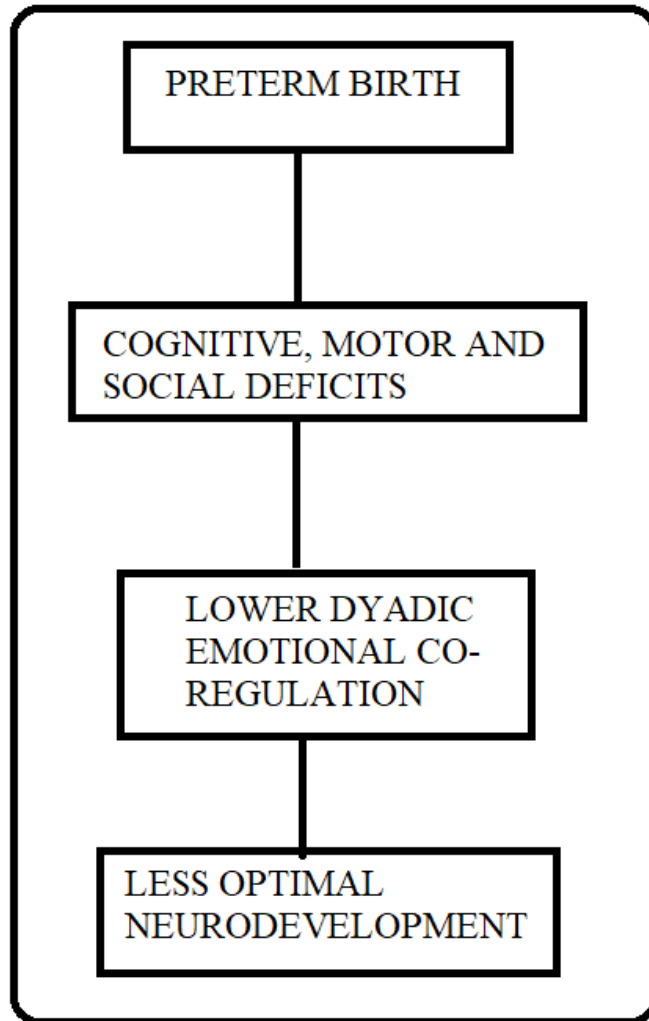 PRETERM BIRTH
COGNITIVE, MOTOR AND
SOCIAL DEFICITS
LOWER DYADIC
EMOTIONAL CO-
REGULATION
LESS OPTIMAL
NEURODEVELOPMENT